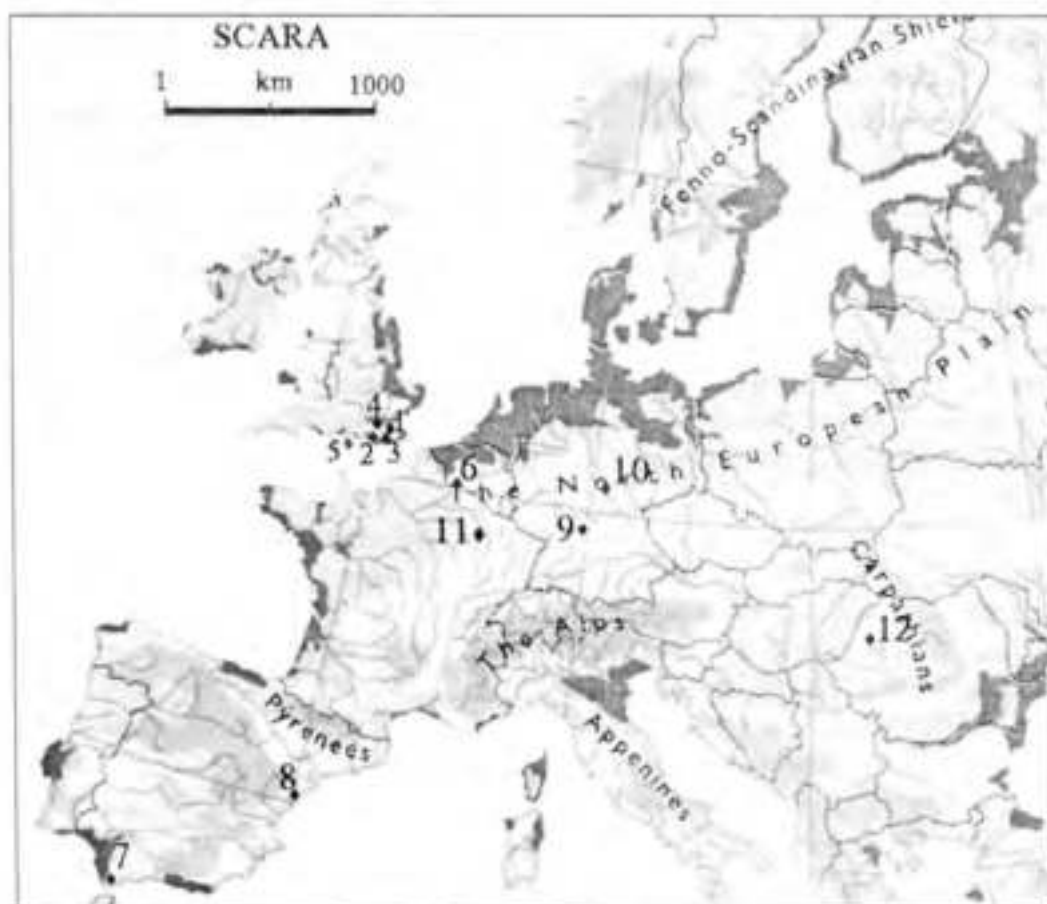 SCARA
1 km 1000
Fenno-Scandinavian Shield
The North European Plain
4
1
5 2 3
6
10
11
9
Carpathians
12
The Alps
Pyrenees
Appenines
8
7